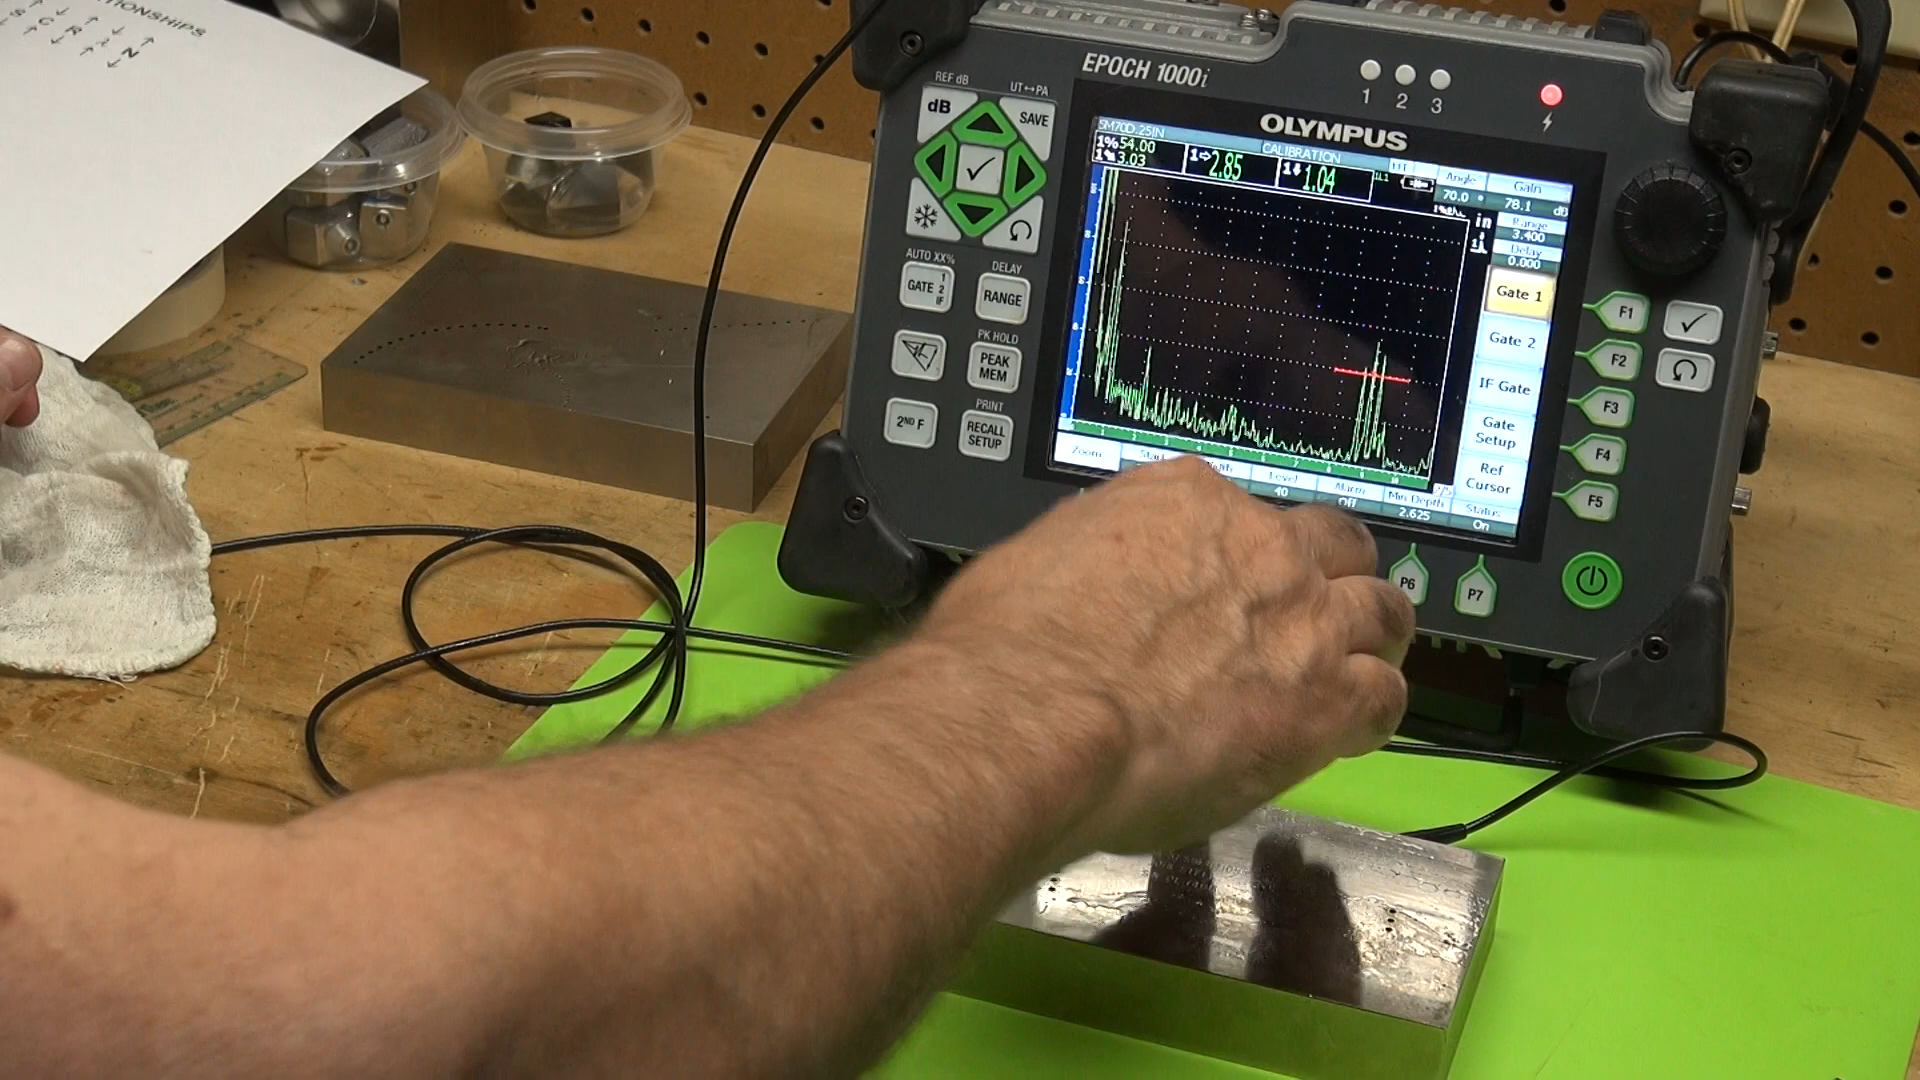 S C R λ N
EPOCH 1000i
OLYMPUS
1 2 3
REF dB
UT↔PA
dB
SAVE
AUTO XX%
DELAY
GATE 1 2 IF
RANGE
PK HOLD
PEAK MEM
2ND F
PRINT
RECALL SETUP
SM70D.25IN
CALIBRATION
1% 54.00
3.03
2.85
1.04
Angle
70.0 °
Gain
78.1 dB
in
Range
3.400
Delay
0.000
Gate 1
Gate 2
IF Gate
Gate Setup
Ref Cursor
Zoom
Level
40
Alarm
Off
Min Depth
2.625
Status
On
F1
F2
F3
F4
F5
P6
P7